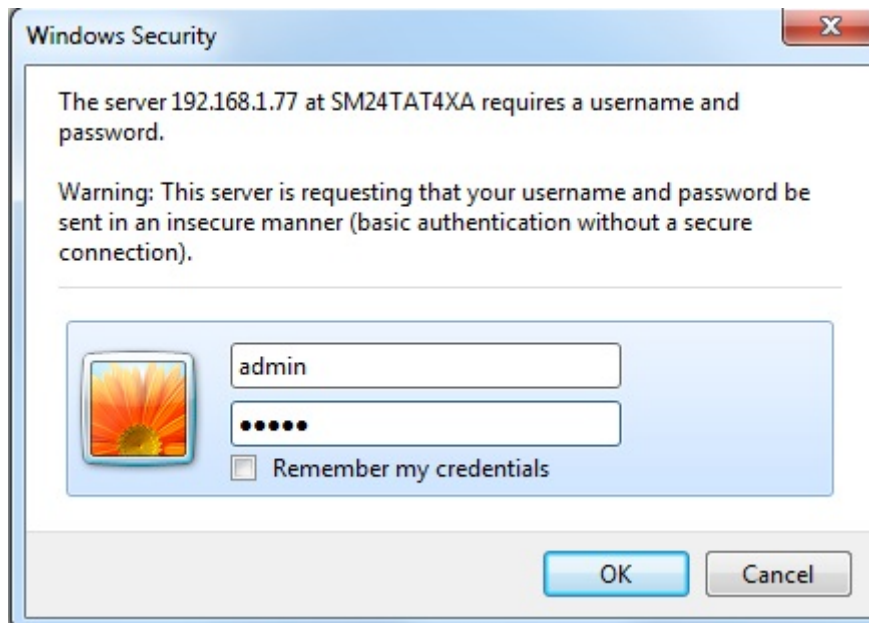 Windows Security
The server 192.168.1.77 at SM24TAT4XA requires a username and
password.
Warning: This server is requesting that your username and password be
sent in an insecure manner (basic authentication without a secure
connection).
admin
•••••
Remember my credentials
OK
Cancel